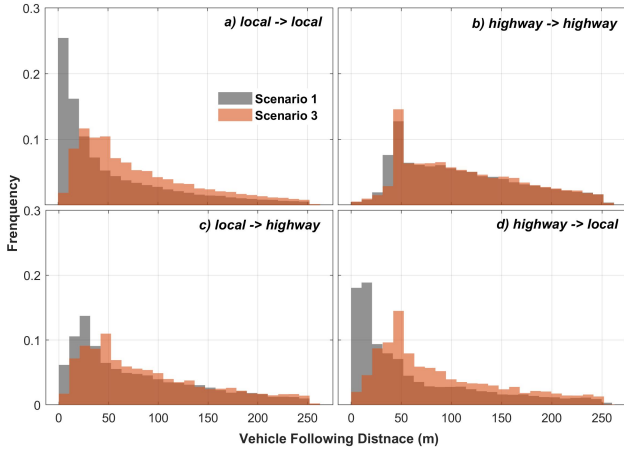 0.3
a) local -> local
b) highway -> highway
0.2
Scenario 1
Scenario 3
0.1
Frenquency
0.3
c) local -> highway
d) highway -> local
0.2
0.1
0
0 50 100 150 200 250
0 50 100 150 200 250
Vehicle Following Distnace (m)